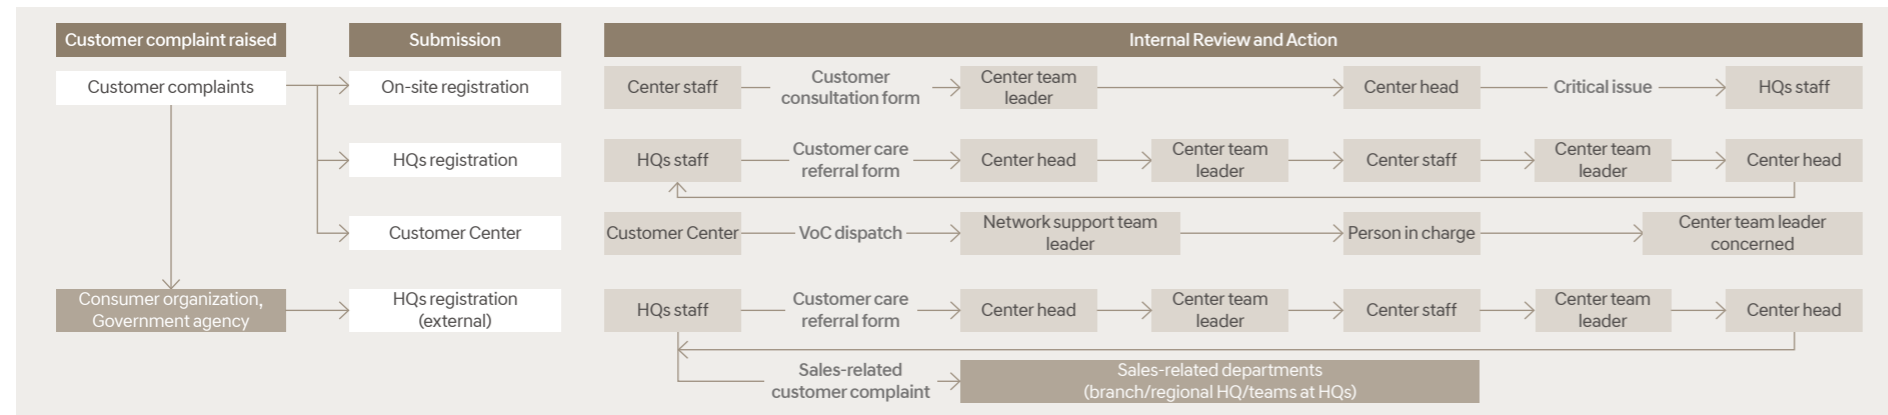 Customer complaint raised
Submission
Internal Review and Action
Customer complaints
On-site registration
Center staff
Customer
consultation form
Center team
leader
Center head
Critical issue
HQs staff
HQs registration
HQs staff
Customer care
referral form
Center head
Center team
leader
Center staff
Center team
leader
Center head
Customer Center
Customer Center
VoC dispatch
Network support team
leader
Person in charge
Center team leader
concerned
Consumer organization,
Government agency
HQs registration
(external)
HQs staff
Customer care
referral form
Center head
Center team
leader
Center staff
Center team
leader
Center head
Sales-related
customer complaint
Sales-related departments
(branch/regional HQ/teams at HQs)